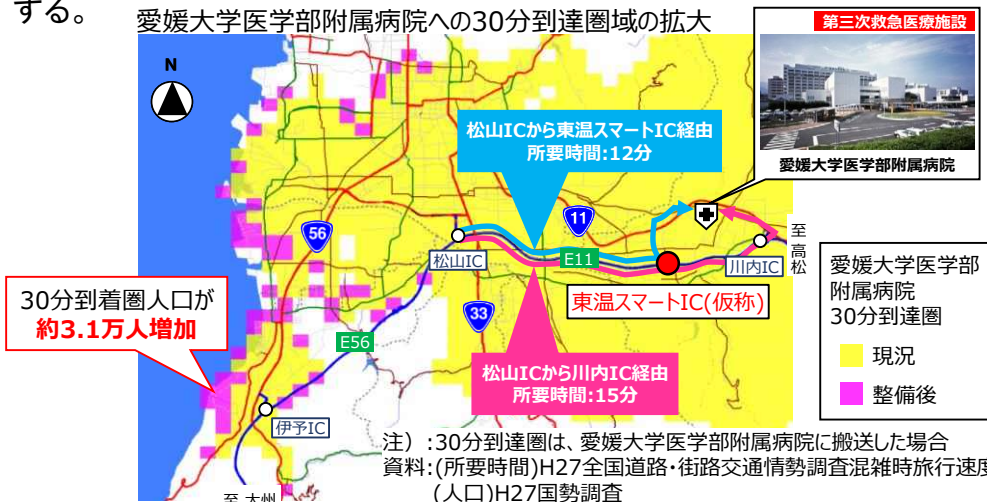 する。
愛媛大学医学部附属病院への30分到達圏域の拡大
第三次救急医療施設
N
松山ICから東温スマートIC経由
所要時間:12分
愛媛大学医学部附属病院
11
56
至
高
松
松山IC
E11
川内IC
愛媛大学医学部
附属病院
30分到達圏
現況
整備後
30分到着圏人口が
約3.1万人増加
東温スマートIC(仮称)
33
E56
松山ICから川内IC経由
所要時間:15分
伊予IC
注）:30分到達圏は、愛媛大学医学部附属病院に搬送した場合
資料:(所要時間)H27全国道路・街路交通情勢調査混雑時旅行速度
(人口)H27国勢調査
至 大洲